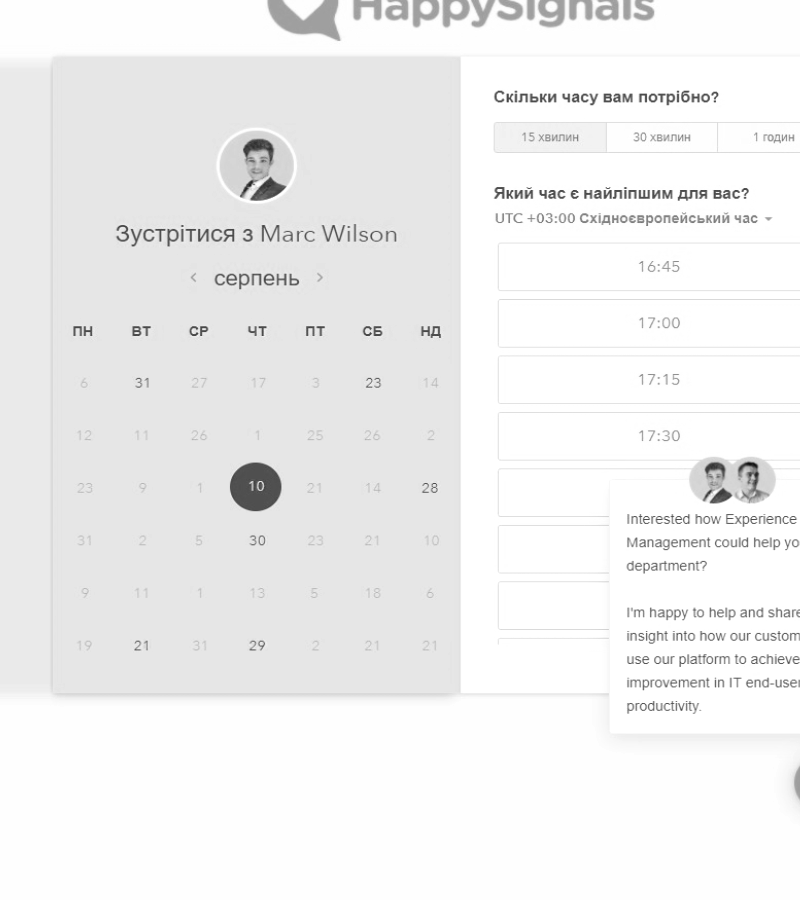 HappySignals
Зустрітися з Marc Wilson
серпень
ПН ВТ СР ЧТ ПТ СБ НД
6 31 27 17 3 23 14
12 11 26 1 25 26 2
23 9 1 10 21 14 28
31 2 5 30 23 21 10
9 11 1 13 5 18 6
19 21 31 29 2 21 21
Скільки часу вам потрібно?
15 хвилин 30 хвилин 1 годин
Який час є найліпшим для вас?
UTC +03:00 Східноєвропейський час
16:45
17:00
17:15
17:30
Interested how Experience
Management could help yo
department?
I'm happy to help and share
insight into how our custom
use our platform to achieve
improvement in IT end-user
productivity.